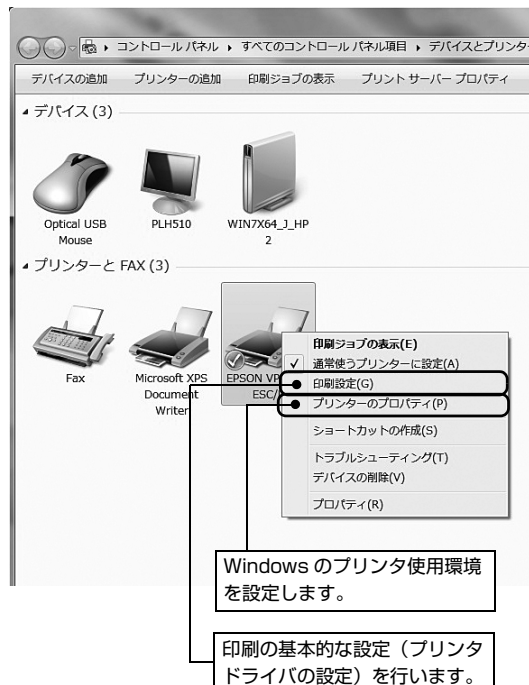 コントロール パネル ▸ すべてのコントロール パネル項目 ▸ デバイスとプリンタ
デバイスの追加 プリンターの追加 印刷ジョブの表示 プリント サーバー プロパティ
デバイス (3)
Optical USB
Mouse
PLH510
WIN7X64_J_HP
2
プリンターと FAX (3)
Fax
Microsoft XPS
Document
Writer
EPSON VP
ESC/
印刷ジョブの表示(E)
通常使うプリンターに設定(A)
印刷設定(G)
プリンターのプロパティ(P)
ショートカットの作成(S)
トラブルシューティング(T)
デバイスの削除(V)
プロパティ(R)
Windows のプリンタ使用環境
を設定します。
印刷の基本的な設定（プリンタ
ドライバの設定）を行います。